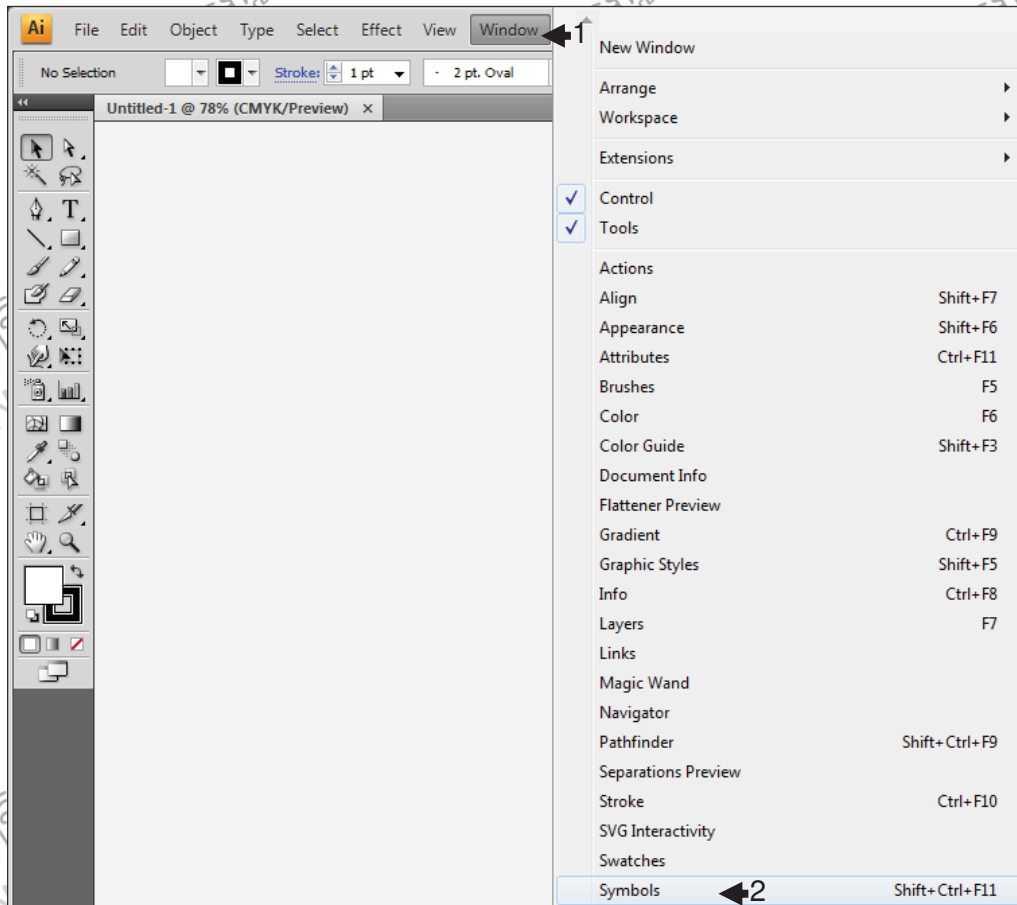 Ai File Edit Object Type Select Effect View Window 1
No Selection Stroke: 1 pt 2 pt. Oval
Untitled-1 @ 78% (CMYK/Preview) ×
New Window
Arrange
Workspace
Extensions
Control
Tools
Actions
Align Shift+F7
Appearance Shift+F6
Attributes Ctrl+F11
Brushes F5
Color F6
Color Guide Shift+F3
Document Info
Flattener Preview
Gradient Ctrl+F9
Graphic Styles Shift+F5
Info Ctrl+F8
Layers F7
Links
Magic Wand
Navigator
Pathfinder Shift+Ctrl+F9
Separations Preview
Stroke Ctrl+F10
SVG Interactivity
Swatches
Symbols 2 Shift+Ctrl+F11